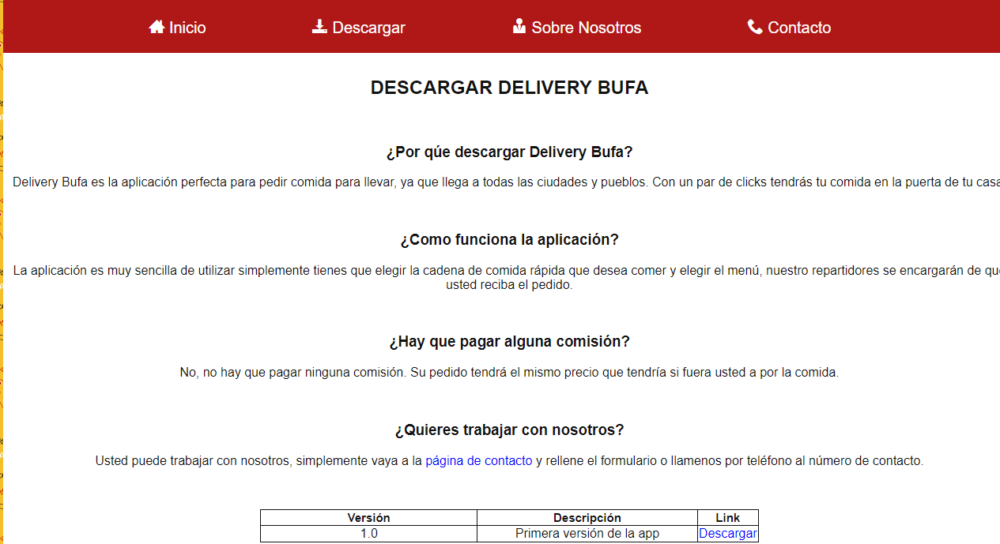 Inicio Descargar Sobre Nosotros Contacto
DESCARGAR DELIVERY BUFA
¿Por qúe descargar Delivery Bufa?
Delivery Bufa es la aplicación perfecta para pedir comida para llevar, ya que llega a todas las ciudades y pueblos. Con un par de clicks tendrás tu comida en la puerta de tu casa
¿Como funciona la aplicación?
La aplicación es muy sencilla de utilizar simplemente tienes que elegir la cadena de comida rápida que desea comer y elegir el menú, nuestro repartidores se encargarán de que
usted reciba el pedido.
¿Hay que pagar alguna comisión?
No, no hay que pagar ninguna comisión. Su pedido tendrá el mismo precio que tendría si fuera usted a por la comida.
¿Quieres trabajar con nosotros?
Usted puede trabajar con nosotros, simplemente vaya a la página de contacto y rellene el formulario o llamenos por teléfono al número de contacto.
Versión Descripción Link
1.0 Primera versión de la app Descargar